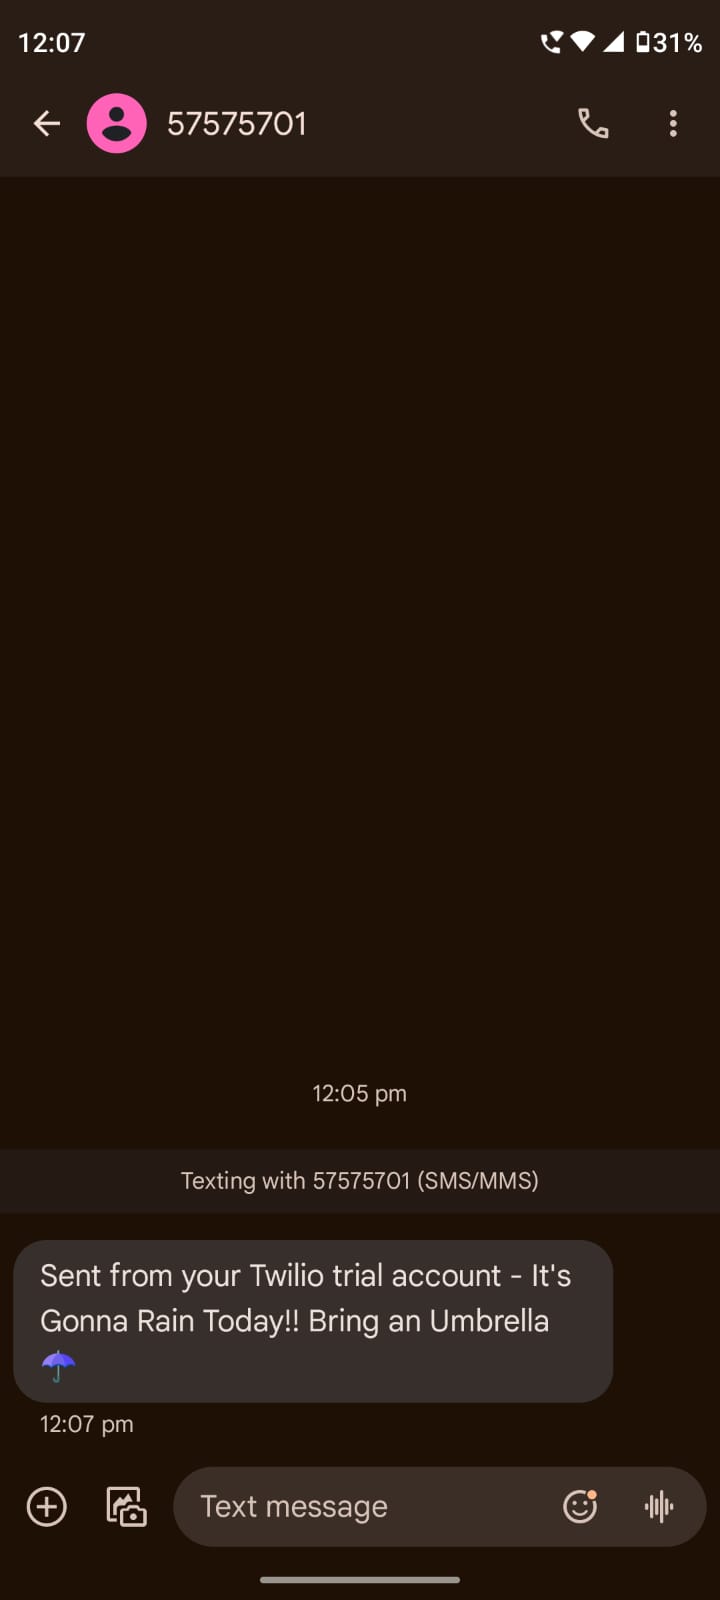 12:07
31%
57575701
12:05 pm
Texting with 57575701 (SMS/MMS)
Sent from your Twilio trial account - It's
Gonna Rain Today!! Bring an Umbrella
☂️
12:07 pm
Text message